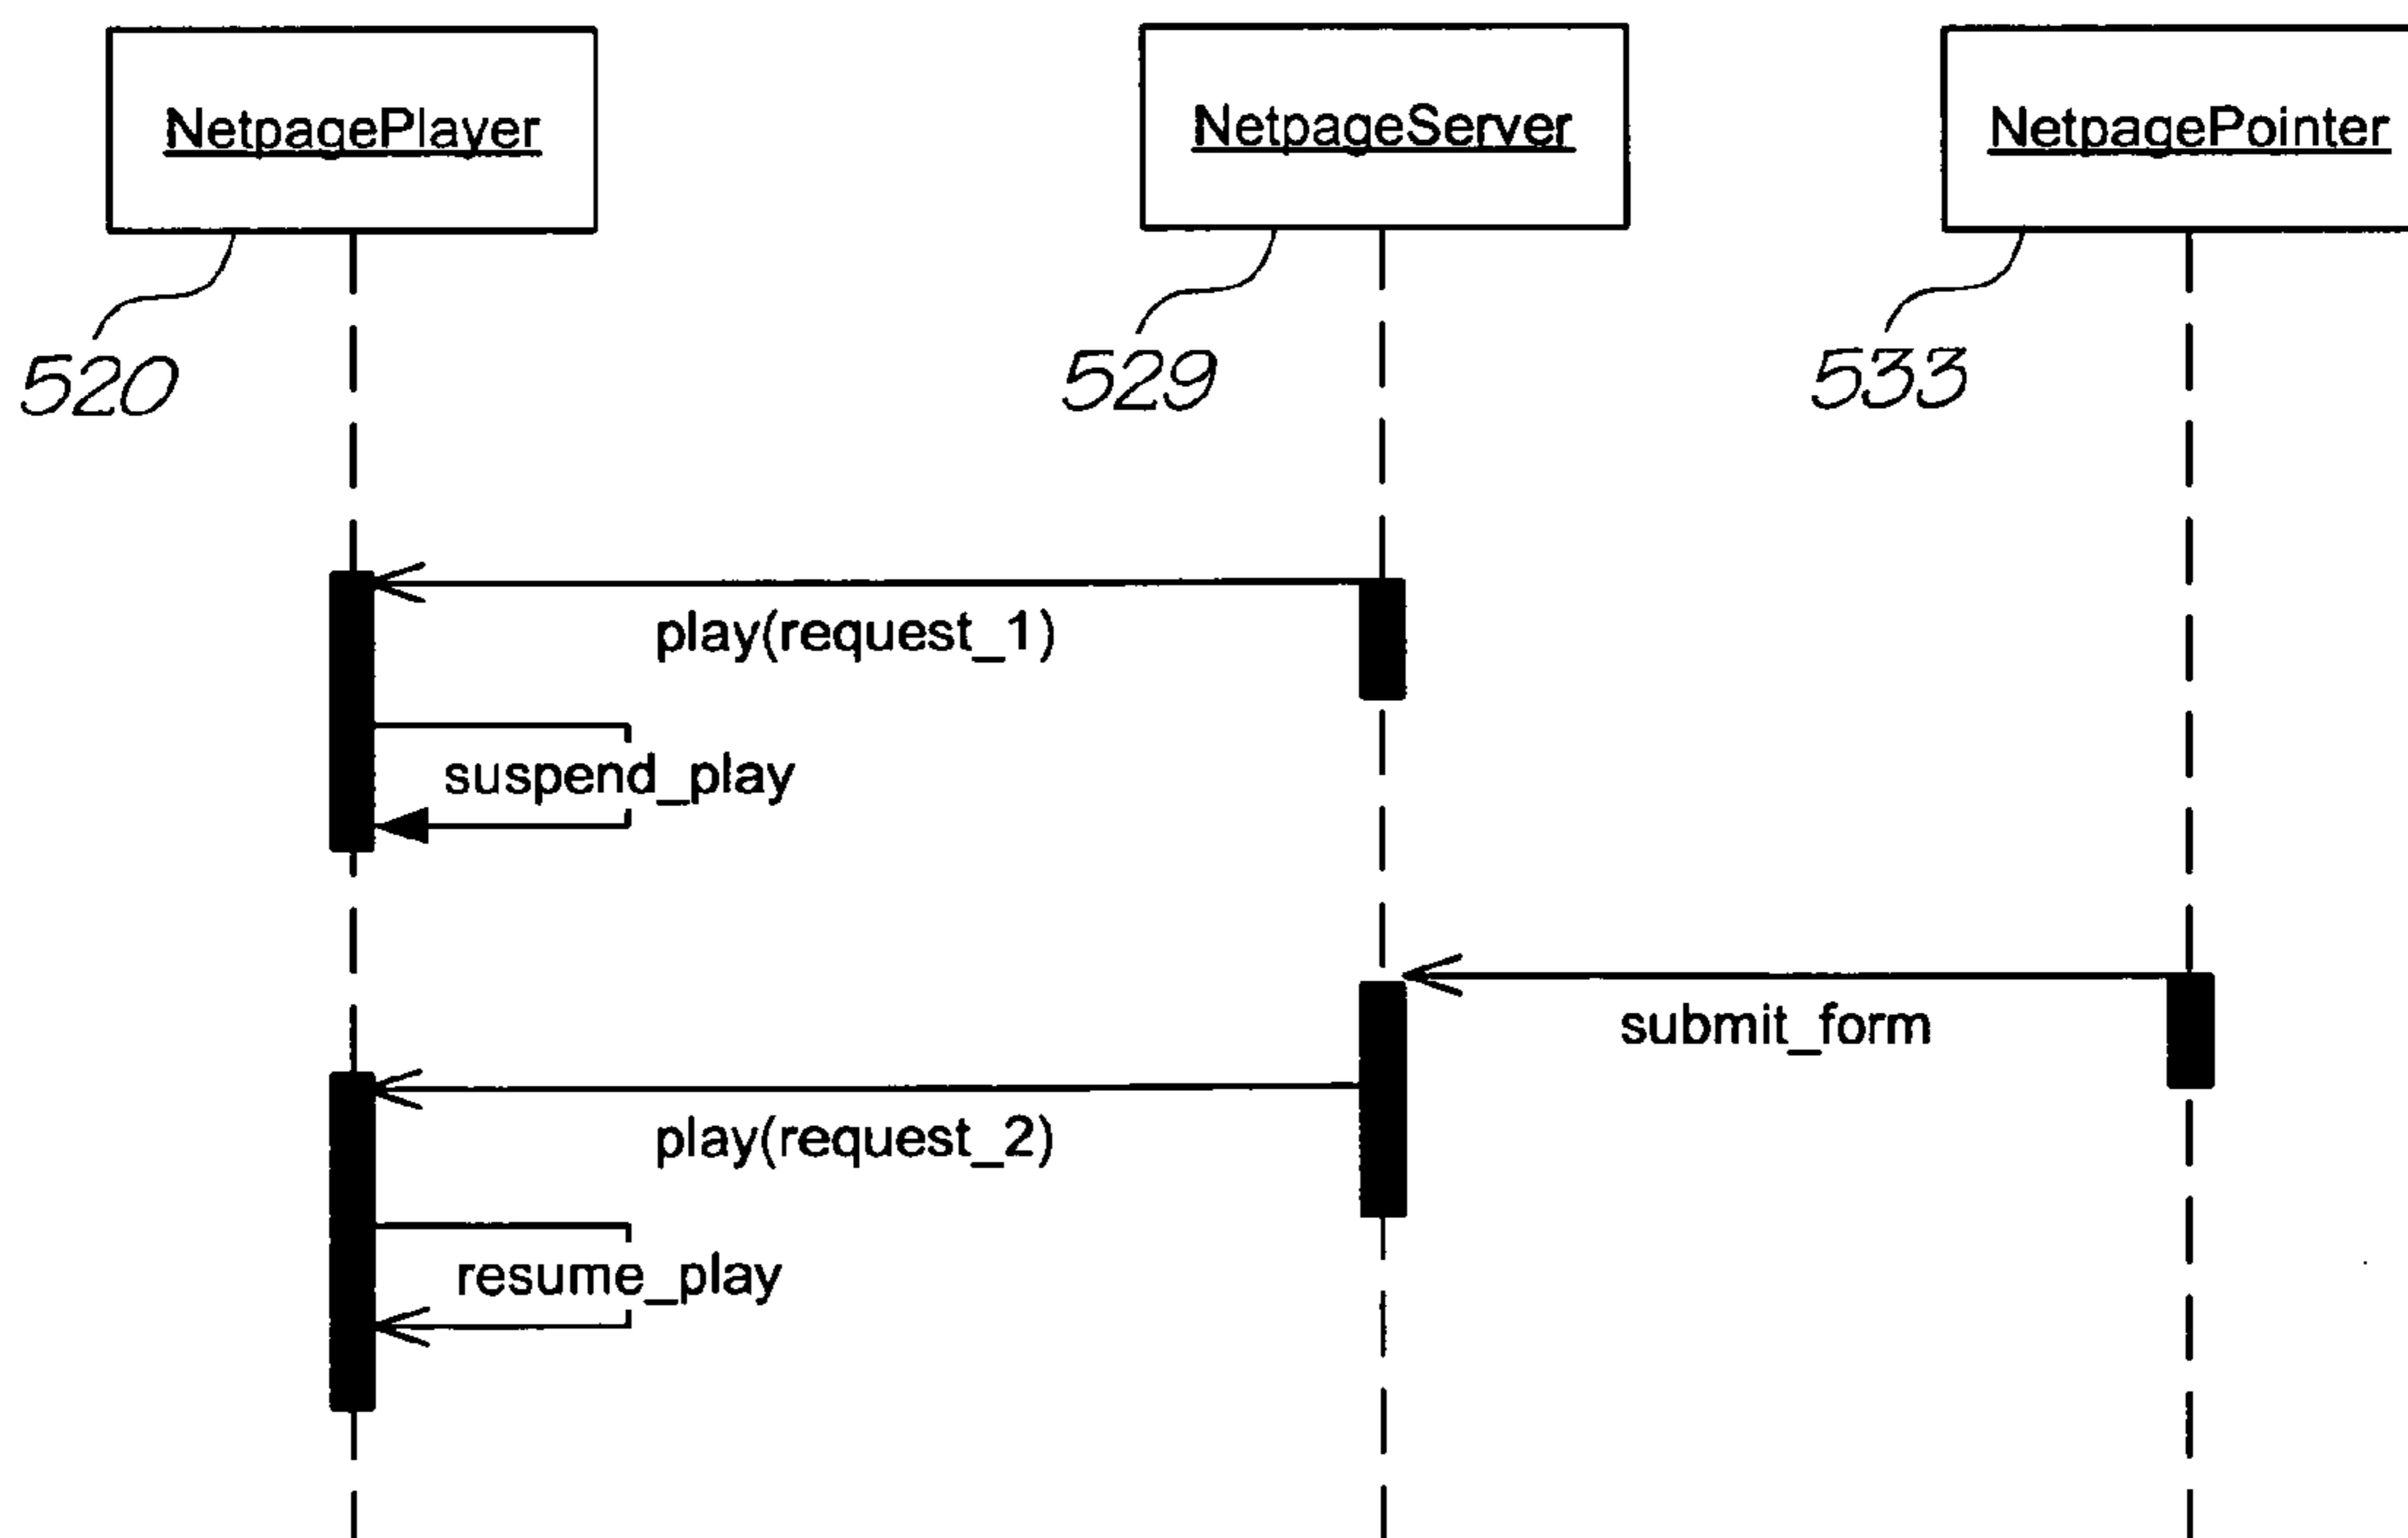 NetpagePlayer
NetpageServer
NetpagePointer
520
529
533
play(request_1)
suspend_play
submit_form
play(request_2)
resume_play